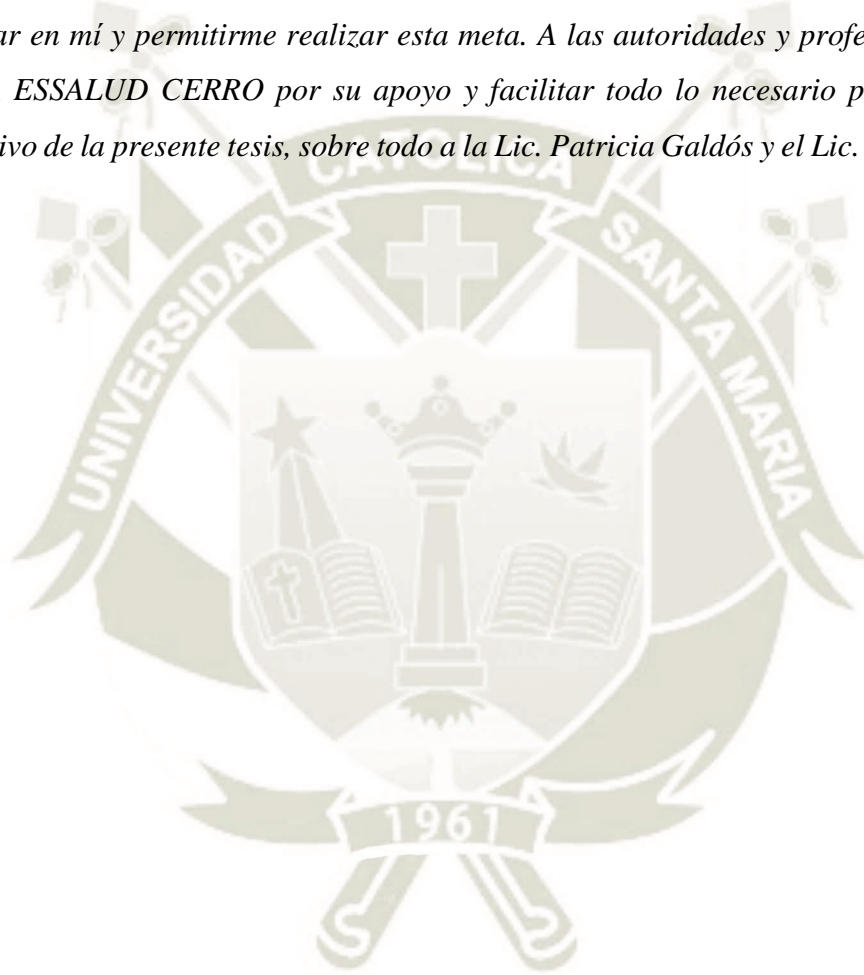 ar en mí y permitirme realizar esta meta. A las autoridades y profe
ESSALUD CERRO por su apoyo y facilitar todo lo necesario p
ivo de la presente tesis, sobre todo a la Lic. Patricia Galdós y el Lic.
UNIVERSIDAD CATOLICA SANTA MARIA
1961